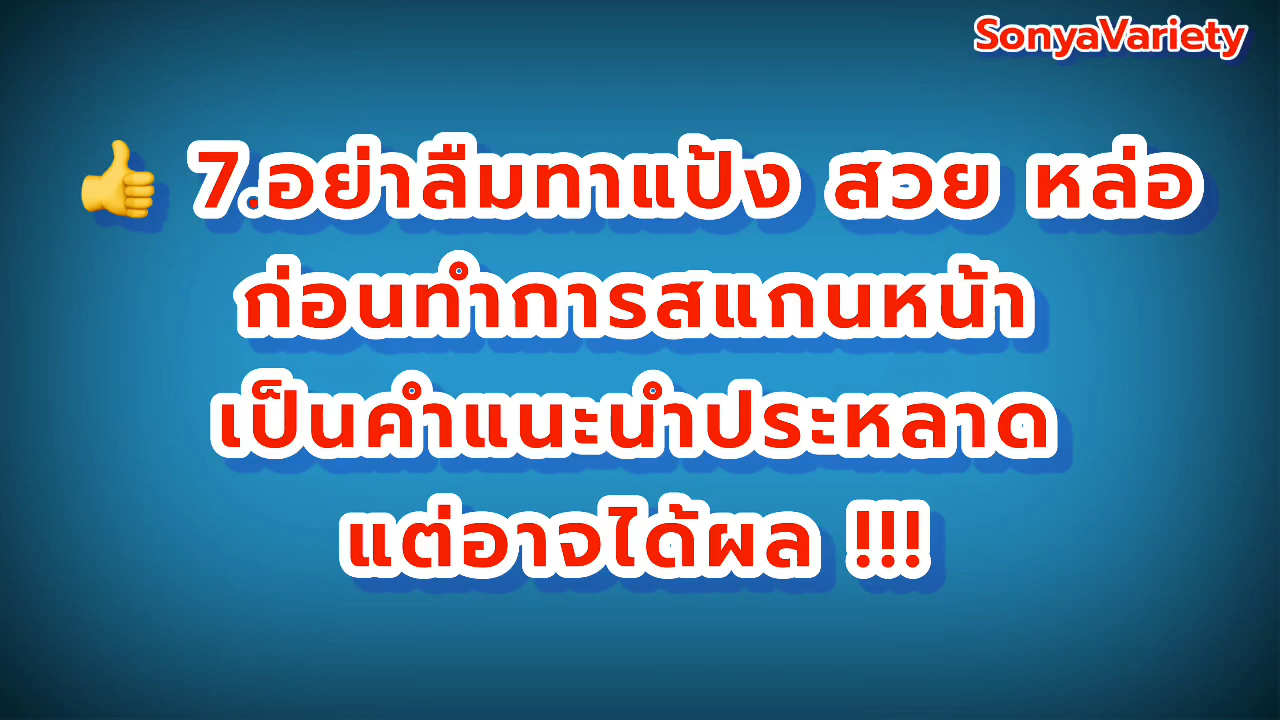 SonyaVariety
👍 7.อย่าลืมทาแป้ง สวย หล่อ
ก่อนทำการสแกนหน้า
เป็นคำแนะนำประหลาด
แต่อาจได้ผล !!!